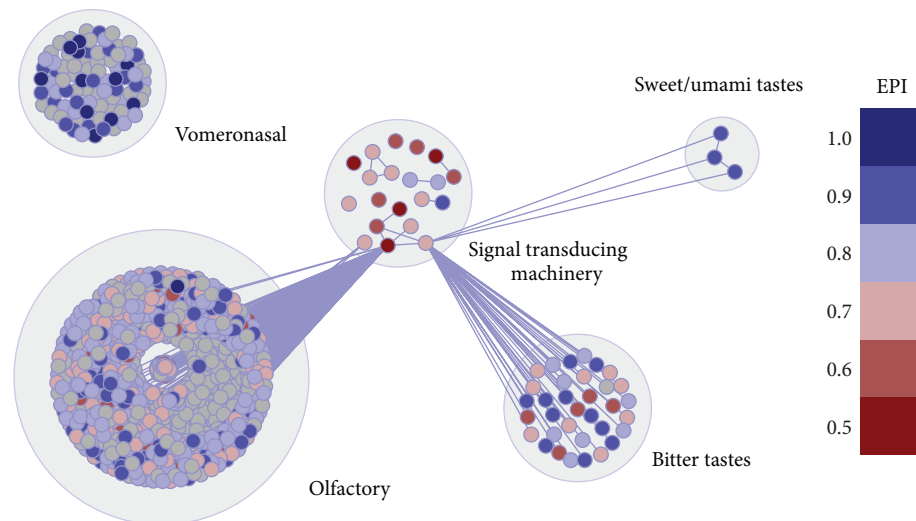 Sweet/umami tastes
EPI
Vomeronasal
1.0
0.9
0.8
Signal transducing
machinery
0.7
0.6
0.5
Bitter tastes
Olfactory